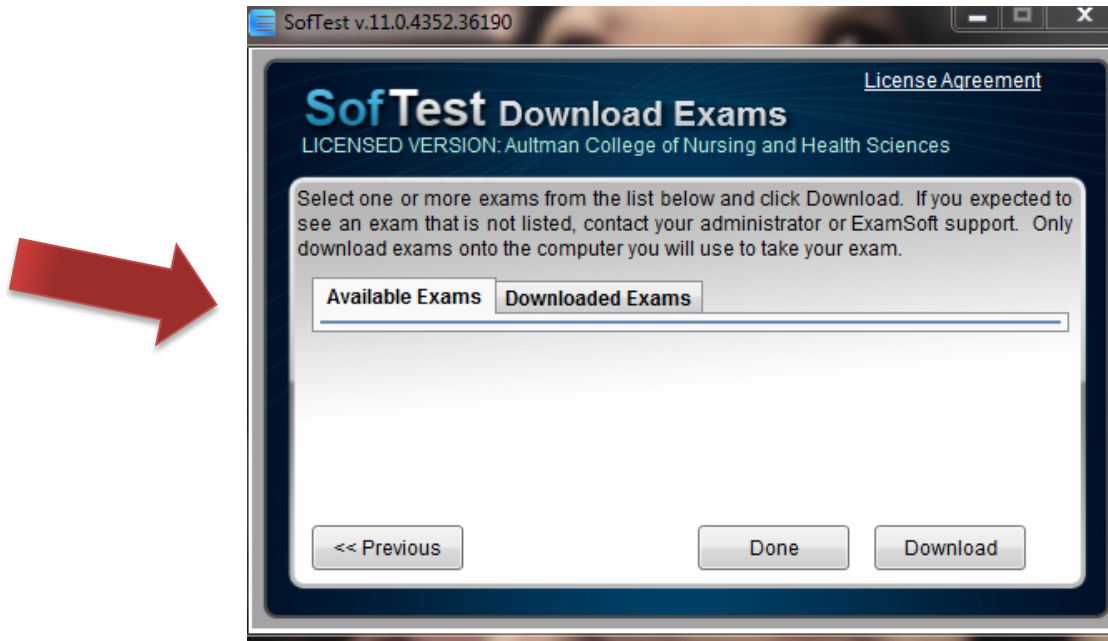 SofTest v.11.0.4352.36190
License Agreement
SofTest Download Exams
LICENSED VERSION: Aultman College of Nursing and Health Sciences
Select one or more exams from the list below and click Download. If you expected to
see an exam that is not listed, contact your administrator or ExamSoft support. Only
download exams onto the computer you will use to take your exam.
Available Exams Downloaded Exams
<< Previous Done Download